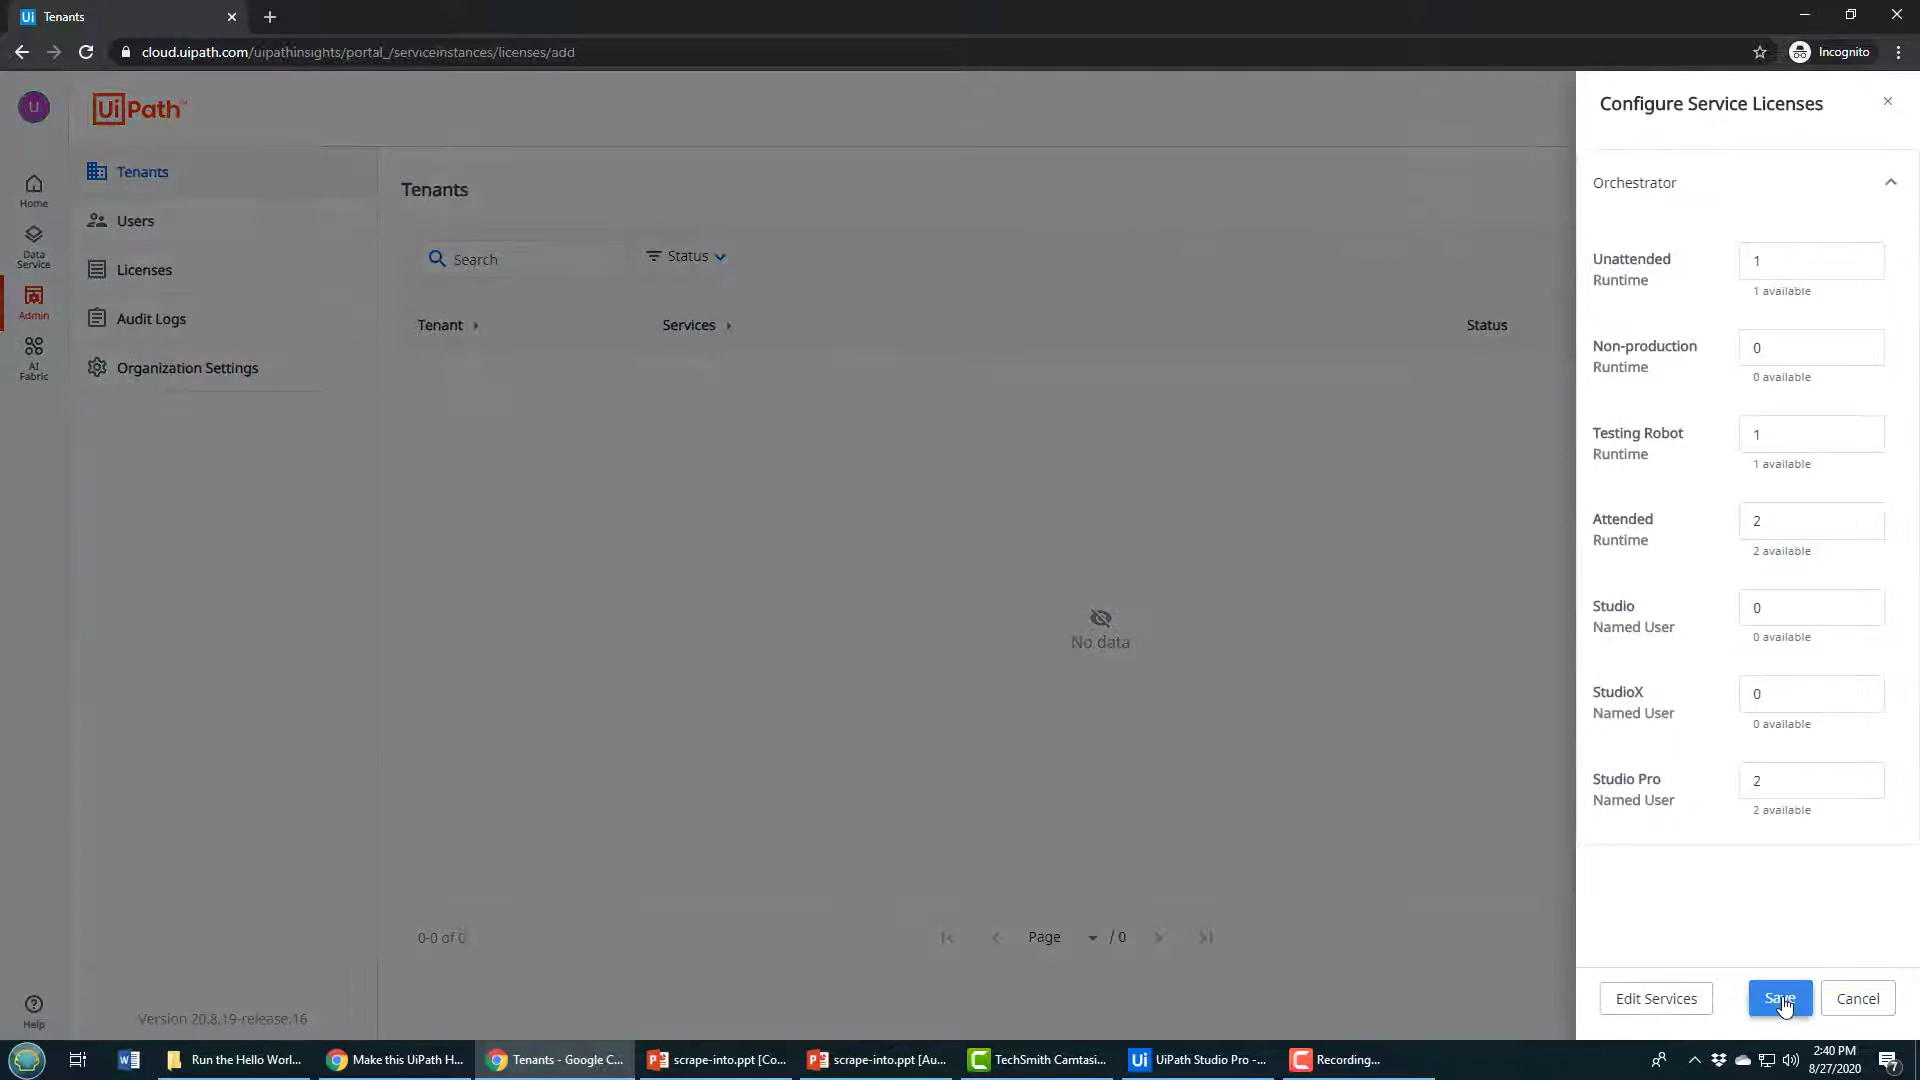 Ui Tenants
cloud.uipath.com/uipathinsights/portal_/serviceinstances/licenses/add
Incognito
U
UiPath™
Configure Service Licenses
Home
Data Service
Admin
AI Fabric
Help
Tenants
Users
Licenses
Audit Logs
Organization Settings
Version 20.8.19-release.16
Tenants
Search
Status
Tenant
Services
Status
No data
0-0 of 0
Page
/ 0
Orchestrator
Unattended
Runtime
1
1 available
Non-production
Runtime
0
0 available
Testing Robot
Runtime
1
1 available
Attended
Runtime
2
2 available
Studio
Named User
0
0 available
StudioX
Named User
0
0 available
Studio Pro
Named User
2
2 available
Edit Services
Save
Cancel
Run the Hello Worl...
Make this UiPath H...
Tenants - Google C...
scrape-into.ppt [Co...
scrape-into.ppt [Au...
TechSmith Camtasi...
Ui UiPath Studio Pro -...
Recording...
2:40 PM
8/27/2020
7